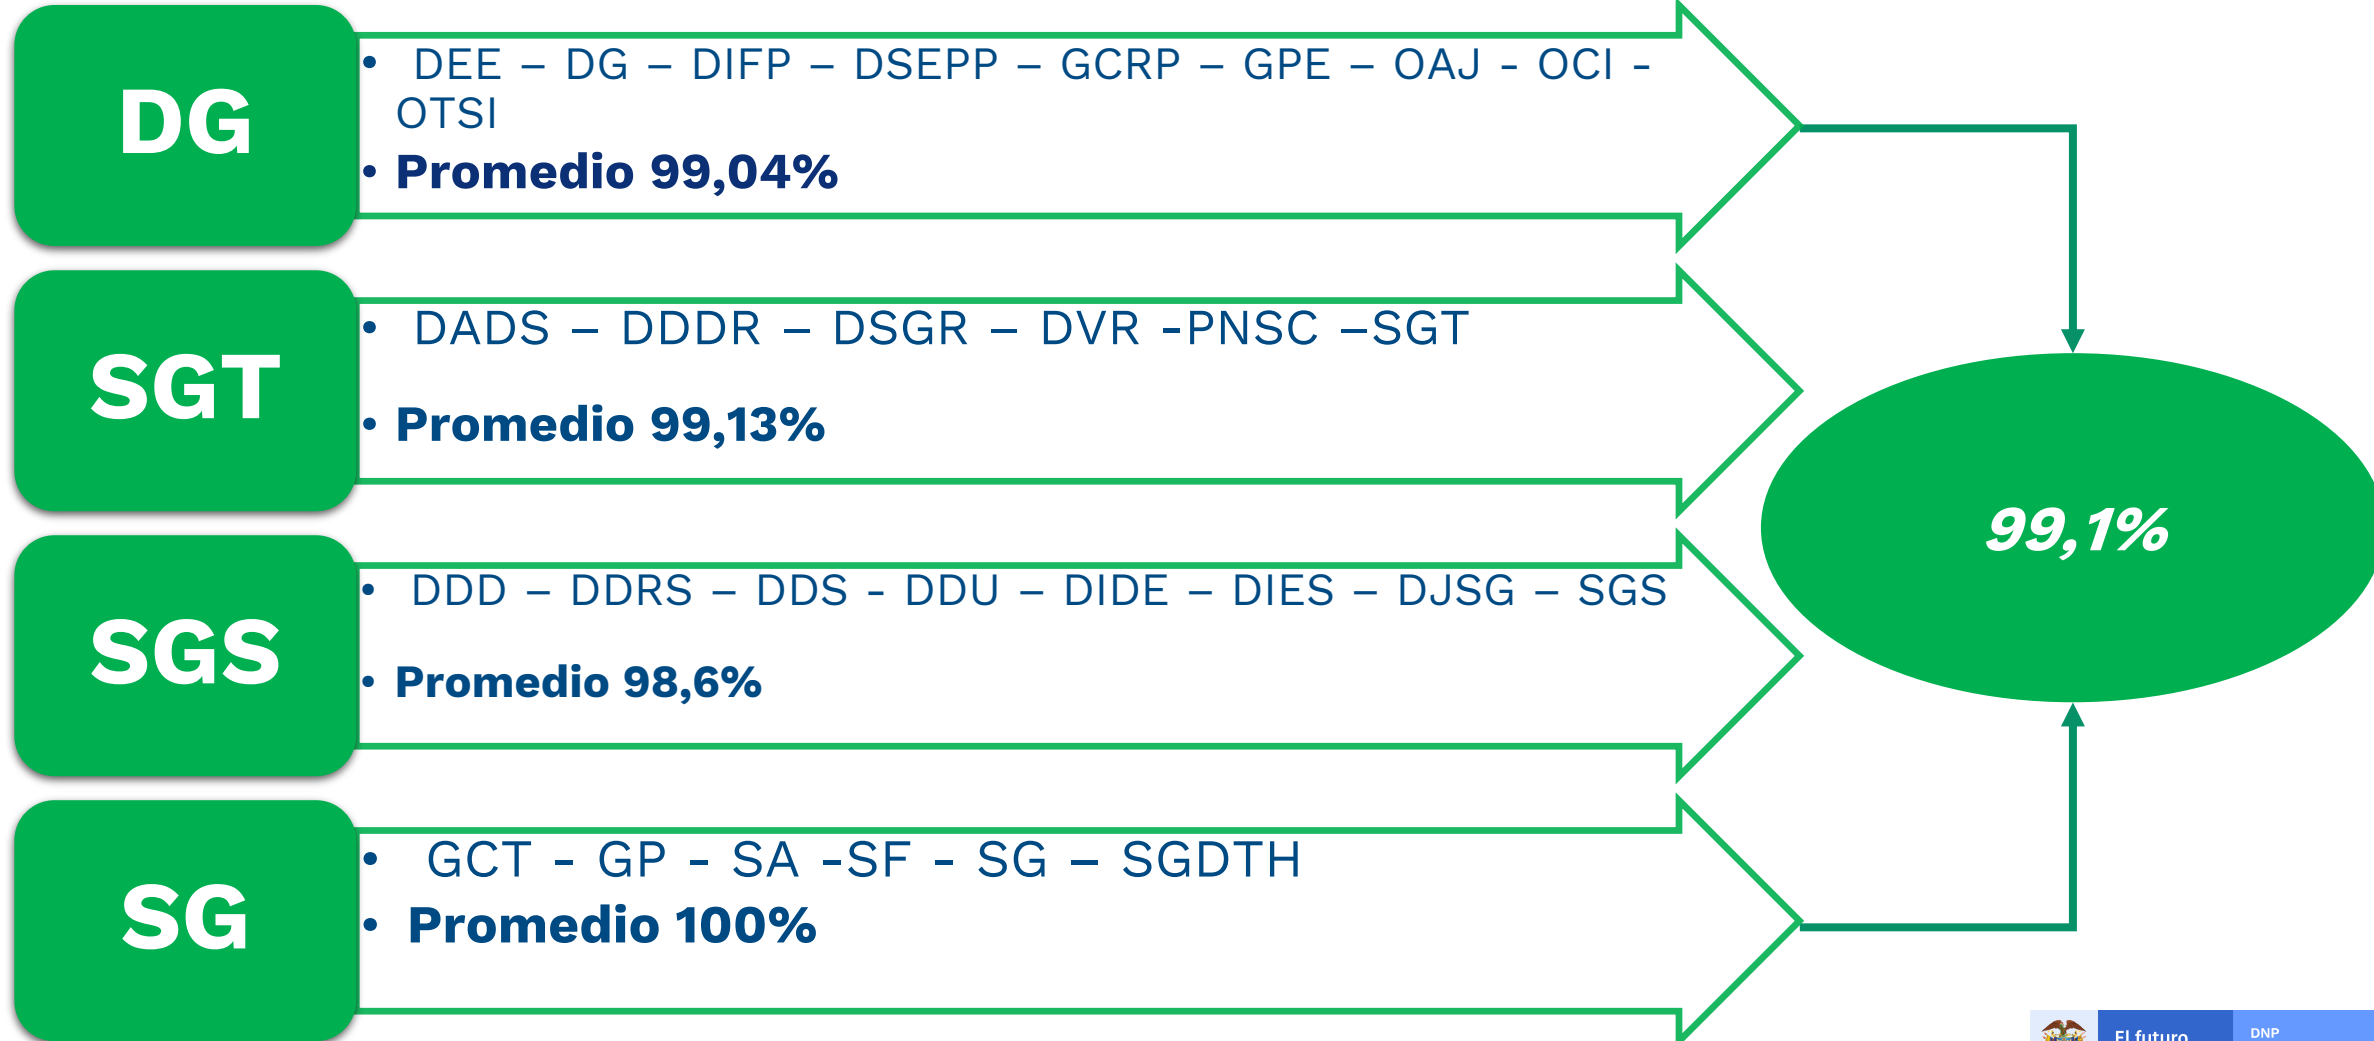 DG
• DEE – DG – DIFP – DSEPP – GCRP – GPE – OAJ - OCI -
OTSI
• Promedio 99,04%
SGT
• DADS – DDDR – DSGR – DVR -PNSC –SGT
• Promedio 99,13%
99,1%
SGS
• DDD – DDRS – DDS - DDU – DIDE – DIES – DJSG – SGS
• Promedio 98,6%
SG
• GCT - GP - SA -SF - SG – SGDTH
• Promedio 100%
El futuro
DNP